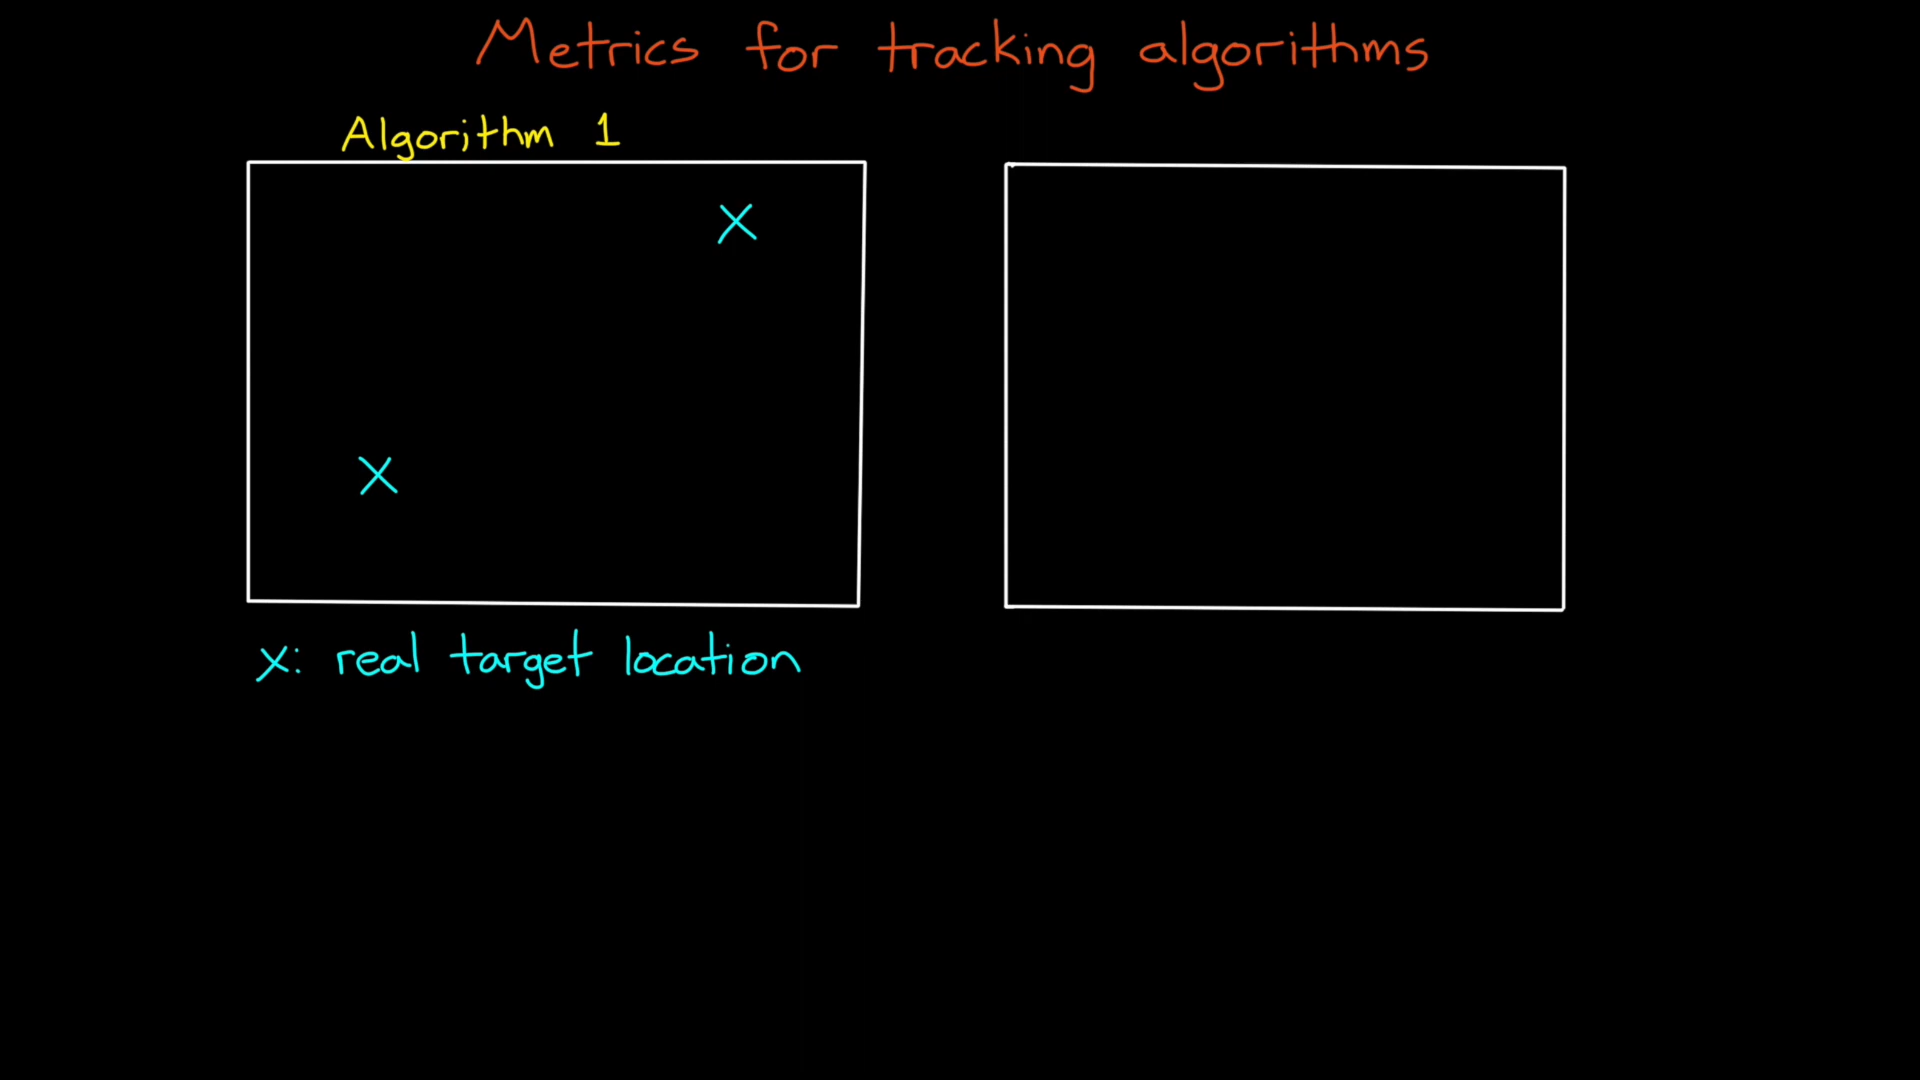 Metrics for tracking algorithms
Algorithm 1
X
X
x: real target location